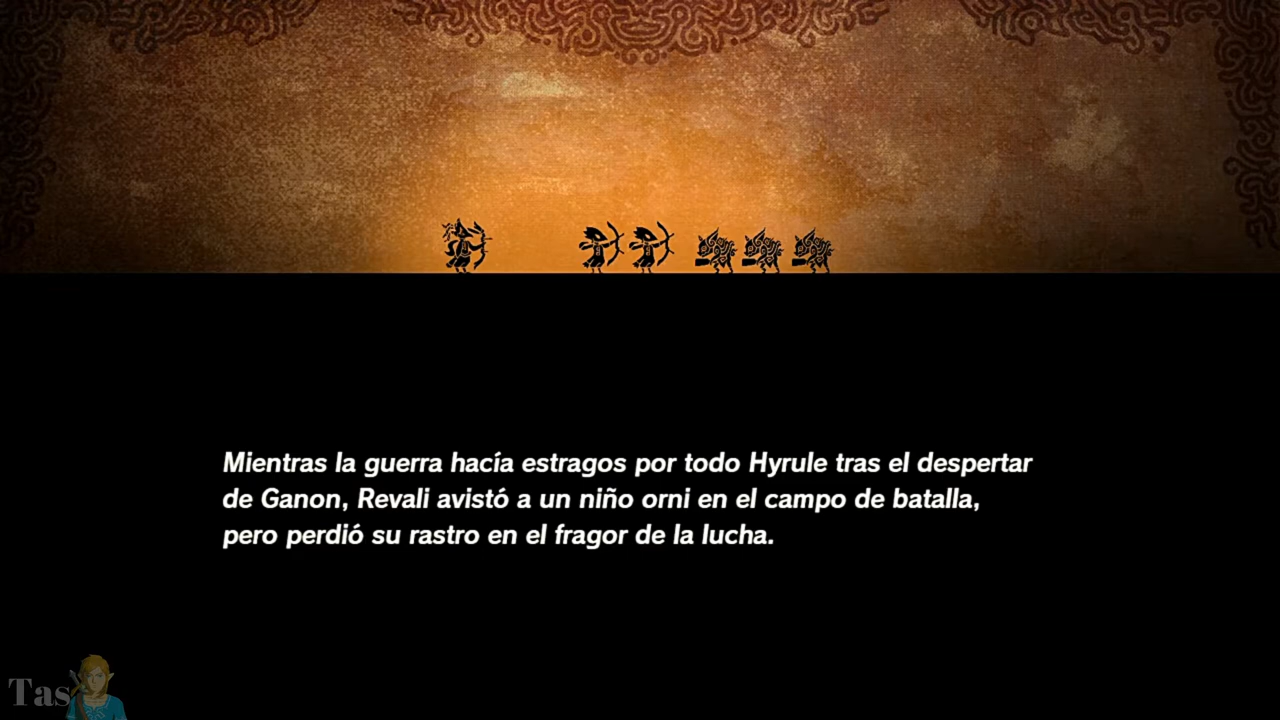 Mientras la guerra hacía estragos por todo Hyrule tras el despertar
de Ganon, Revali avistó a un niño orni en el campo de batalla,
pero perdió su rastro en el fragor de la lucha.
Tas